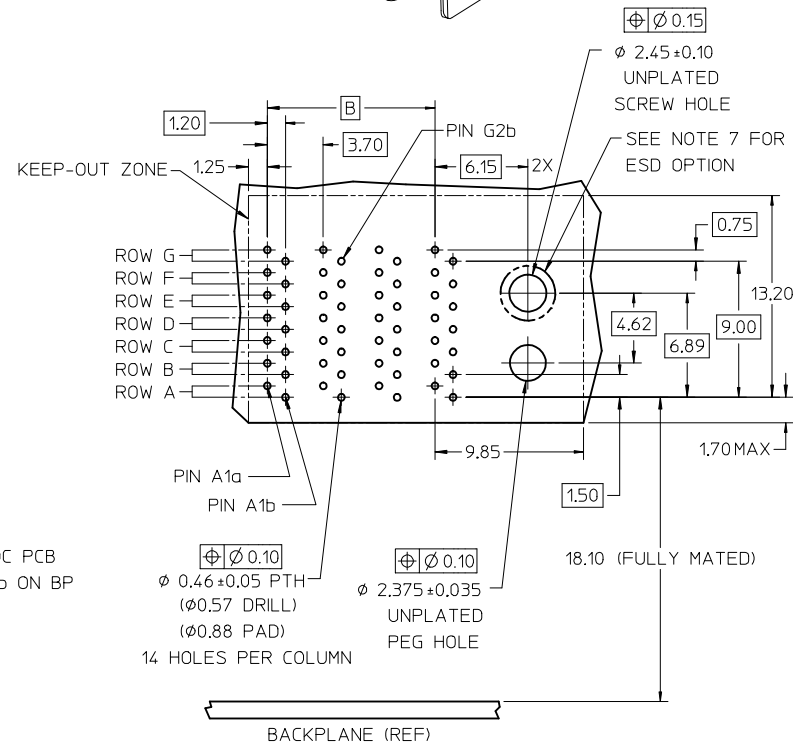 ⌖ Ø 0.15
Ø 2.45±0.10
UNPLATED
SCREW HOLE
B
1.20
3.70
PIN G2b
6.15
2X
SEE NOTE 7 FOR
ESD OPTION
KEEP-OUT ZONE
1.25
0.75
ROW G
ROW F
ROW E
ROW D
ROW C
ROW B
ROW A
13.20
9.00
4.62
6.89
1.70 MAX
9.85
PIN A1a
PIN A1b
1.50
18.10 (FULLY MATED)
C PCB
ON BP
⌖ Ø 0.10
Ø 0.46±0.05 PTH
(Ø0.57 DRILL)
(Ø0.88 PAD)
14 HOLES PER COLUMN
⌖ Ø 0.10
Ø 2.375±0.035
UNPLATED
PEG HOLE
BACKPLANE (REF)